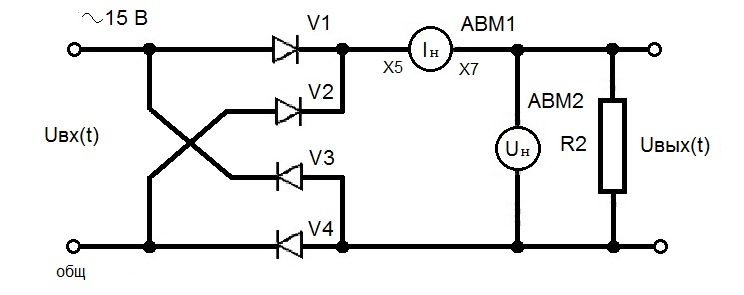 ~15 В
V1
Iн
АВМ1
X5
X7
V2
АВМ2
Uвх(t)
Uн
R2
Uвых(t)
V3
V4
общ